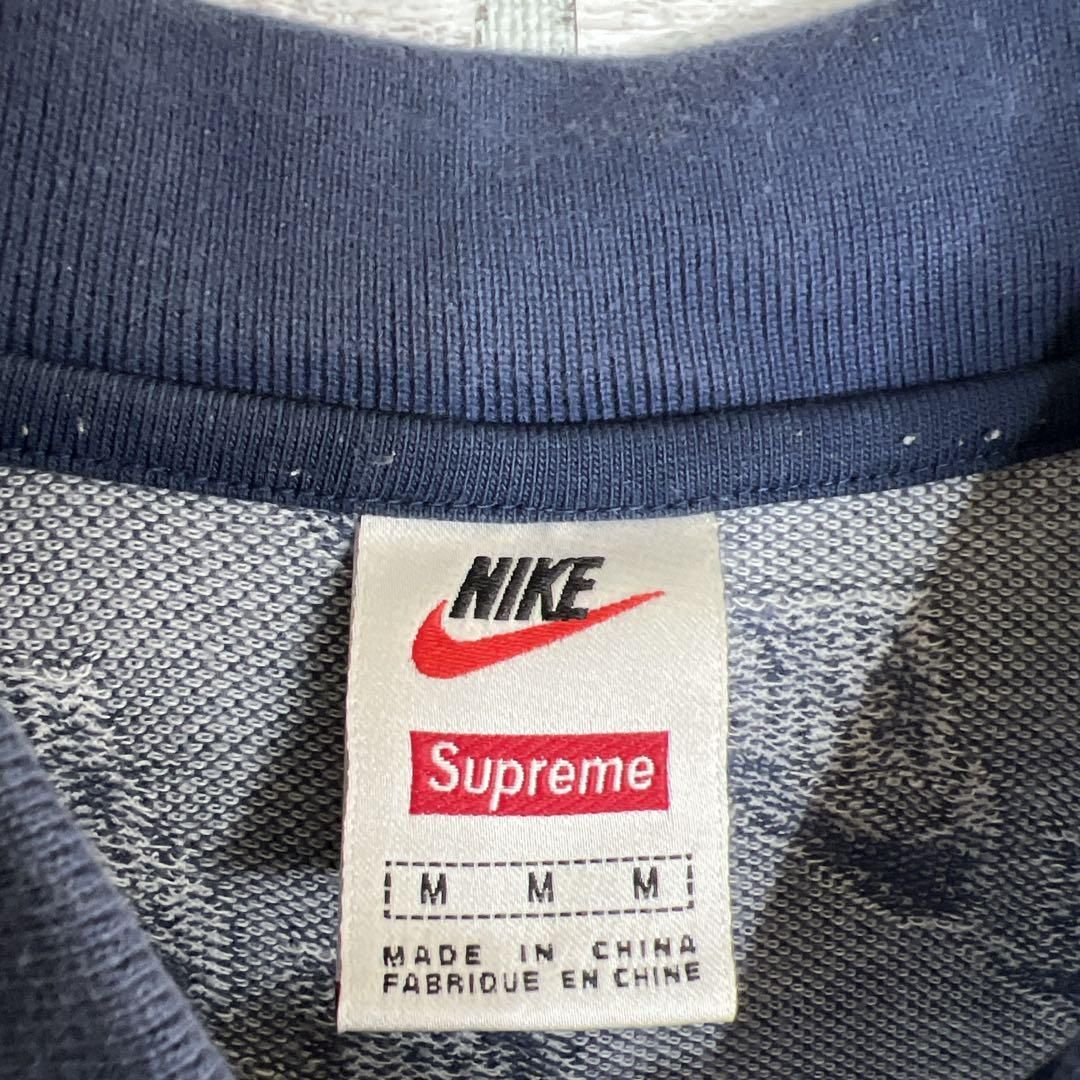 NIKE
Supreme
M M M
MADE IN CHINA
FABRIQUE EN CHINE